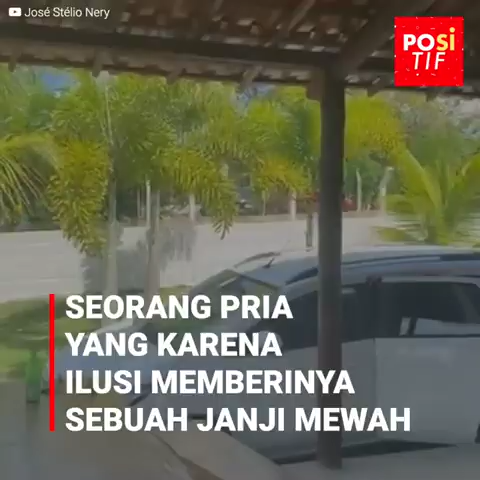 José Stélio Nery
POSi
TIF
SEORANG PRIA
YANG KARENA
ILUSI MEMBERINYA
SEBUAH JANJI MEWAH